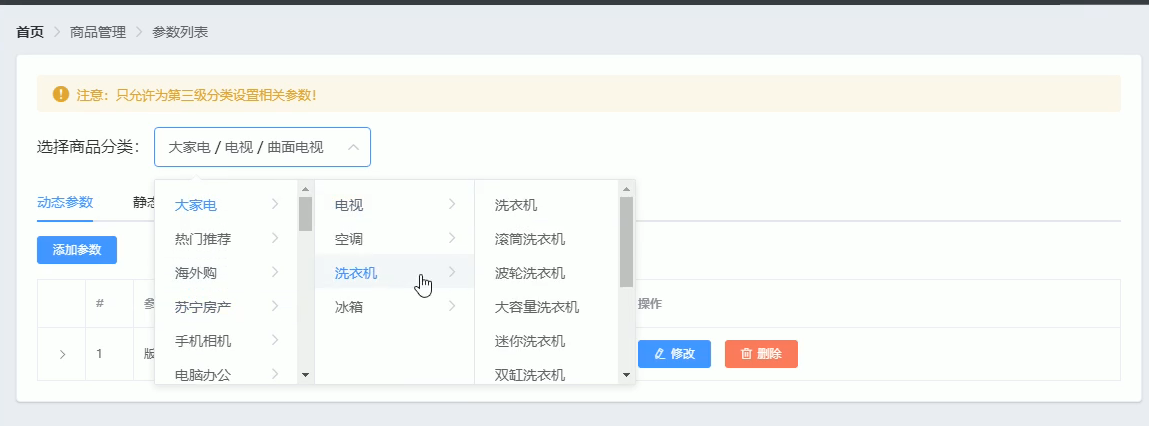 首页 > 商品管理 > 参数列表
注意：只允许为第三级分类设置相关参数！
选择商品分类： 大家电 / 电视 / 曲面电视
动态参数 静态
添加参数
大家电 电视 洗衣机
热门推荐 空调 滚筒洗衣机
海外购 洗衣机 波轮洗衣机
苏宁房产 冰箱 大容量洗衣机
手机相机 迷你洗衣机
电脑办公 双缸洗衣机
# 参 操作
1 版 修改 删除